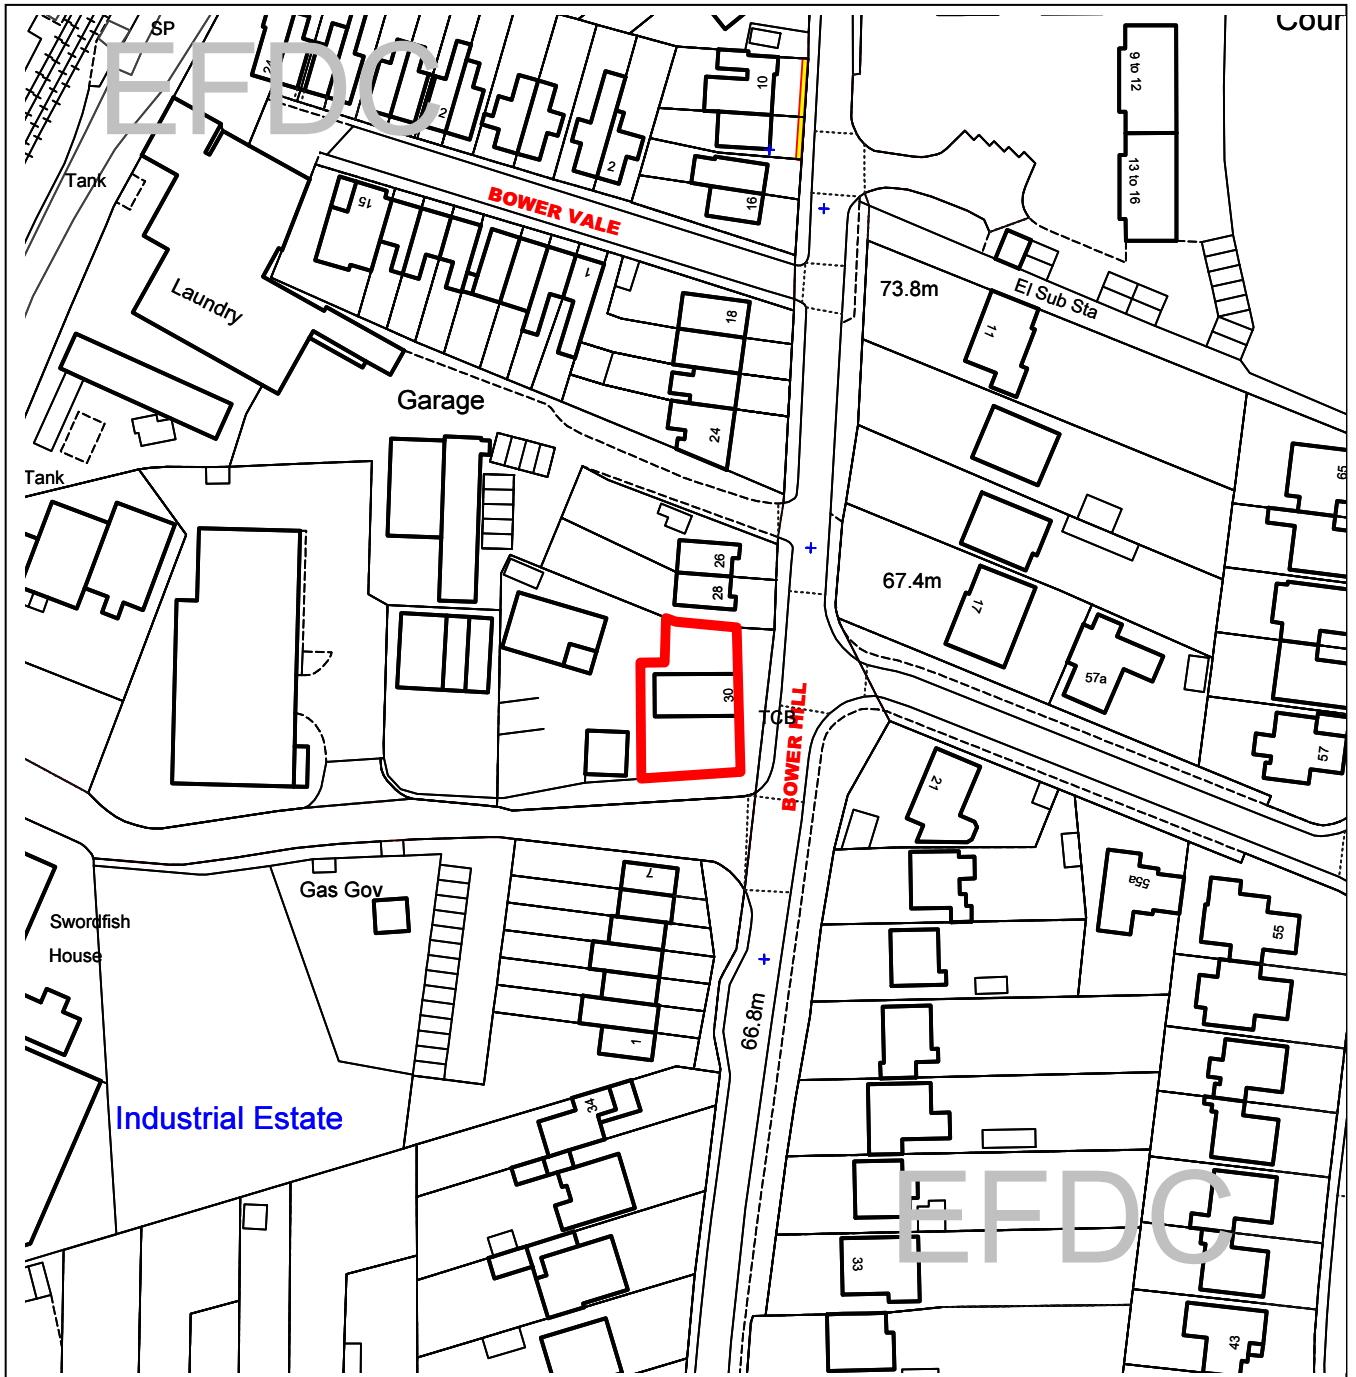 Cour
SP
EFDC
24
2
2
10
9 to 12
13 to 16
Tank
15
BOWER VALE
16
1
73.8m
El Sub Sta
Laundry
18
11
Garage
24
65
Tank
26
67.4m
28
17
57a
30
TCB
BOWER HILL
57
21
7
55a
Gas Gov
Swordfish
House
55
66.8m
1
34
Industrial Estate
EFDC
33
43